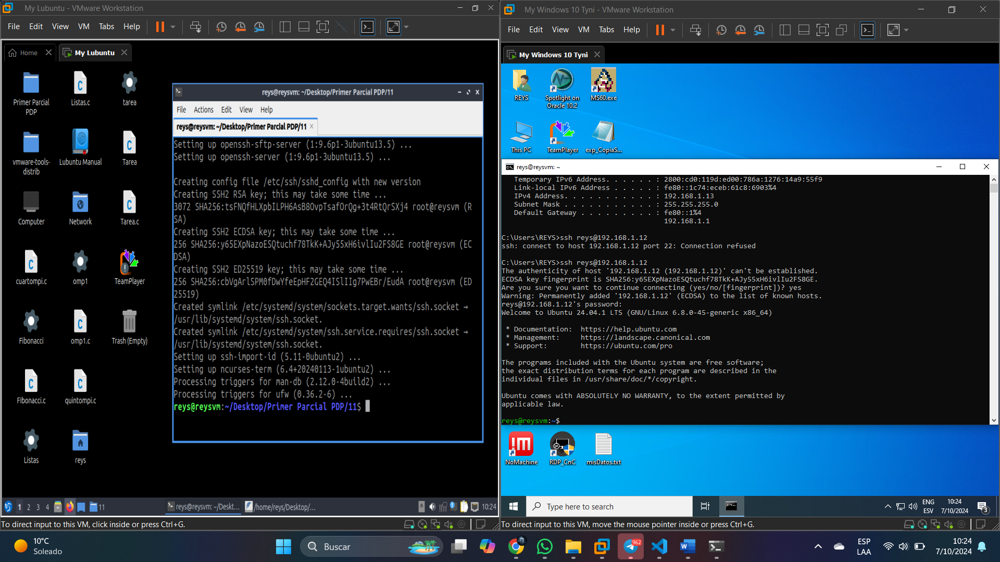 My Lubuntu - VMware Workstation
File Edit View VM Tabs Help
Home
My Lubuntu
Primer Parcial PDP
Listas.c
tarea
vmware-tools-distrib
Lubuntu Manual
Tarea
Computer
Network
Tarea.c
cuartompi.c
omp1
TeamPlayer
Fibonacci
omp1.c
Trash (Empty)
FIbonacci.c
quintompi.c
Listas
reys
reys@reysvm: ~/Desktop/Primer Parcial PDP/11
File Actions Edit View Help
reys@reysvm: ~/Desktop/Primer Parcial PDP/11
Setting up openssh-sftp-server (1:9.6p1-3ubuntu13.5) ...
Setting up openssh-server (1:9.6p1-3ubuntu13.5) ...
Creating config file /etc/ssh/sshd_config with new version
Creating SSH2 RSA key; this may take some time ...
3072 SHA256:tsFNQfHLXpbILPH6AsB8OvpTsafOrQg+3t4RtQrSXj4 root@reysvm (R
SA)
Creating SSH2 ECDSA key; this may take some time ...
256 SHA256:y65EXpNazoESQtuchf78TkK+AJy55xH6ivlIu2FS8GE root@reysvm (EC
DSA)
Creating SSH2 ED25519 key; this may take some time ...
256 SHA256:cbVgArlSPM0fDwYfeEpHF2GEQ4ISlIIg7PwEBr/EudA root@reysvm (ED
25519)
Created symlink /etc/systemd/system/sockets.target.wants/ssh.socket →
/usr/lib/systemd/system/ssh.socket.
Created symlink /etc/systemd/system/ssh.service.requires/ssh.socket →
/usr/lib/systemd/system/ssh.socket.
Setting up ssh-import-id (5.11-0ubuntu2) ...
Setting up ncurses-term (6.4+20240113-1ubuntu2) ...
Processing triggers for man-db (2.12.0-4build2) ...
Processing triggers for ufw (0.36.2-6) ...
reys@reysvm:~/Desktop/Primer Parcial PDP/11$
1 2 3 4 11 reys@reysvm: ~/Deskt... /home/reys/Desktop/... 10:24
To direct input to this VM, click inside or press Ctrl+G.
My Windows 10 Tyni - VMware Workstation
File Edit View VM Tabs Help
My Windows 10 Tyni
REYS
Spotlight on Oracle 10.2
MS60.exe
This PC
TeamPlayer
exp_CopiaS...
reys@reysvm: ~
Temporary IPv6 Address. . . . . . : 2800:cd0:119d:ed00:786a:1276:14a9:55f9
Link-local IPv6 Address . . . . . : fe80::1c74:eceb:61c8:6903%4
IPv4 Address. . . . . . . . . . . : 192.168.1.13
Subnet Mask . . . . . . . . . . . : 255.255.255.0
Default Gateway . . . . . . . . . : fe80::1%4
192.168.1.1
C:\Users\REYS>ssh reys@192.168.1.12
ssh: connect to host 192.168.1.12 port 22: Connection refused
C:\Users\REYS>ssh reys@192.168.1.12
The authenticity of host '192.168.1.12 (192.168.1.12)' can't be established.
ECDSA key fingerprint is SHA256:y65EXpNazoESQtuchf78TkK+AJy55xH6ivlIu2FS8GE.
Are you sure you want to continue connecting (yes/no/[fingerprint])? yes
Warning: Permanently added '192.168.1.12' (ECDSA) to the list of known hosts.
reys@192.168.1.12's password:
Welcome to Ubuntu 24.04.1 LTS (GNU/Linux 6.8.0-45-generic x86_64)
* Documentation: https://help.ubuntu.com
* Management: https://landscape.canonical.com
* Support: https://ubuntu.com/pro
The programs included with the Ubuntu system are free software;
the exact distribution terms for each program are described in the
individual files in /usr/share/doc/*/copyright.
Ubuntu comes with ABSOLUTELY NO WARRANTY, to the extent permitted by
applicable law.
reys@reysvm:~$
NoMachine
RDP_CnC
misDatos.txt
Type here to search
ENG
ESV
10:24
7/10/2024
3
To direct input to this VM, move the mouse pointer inside or press Ctrl+G.
10°C
Soleado
Buscar
962
ESP
LAA
10:24
7/10/2024